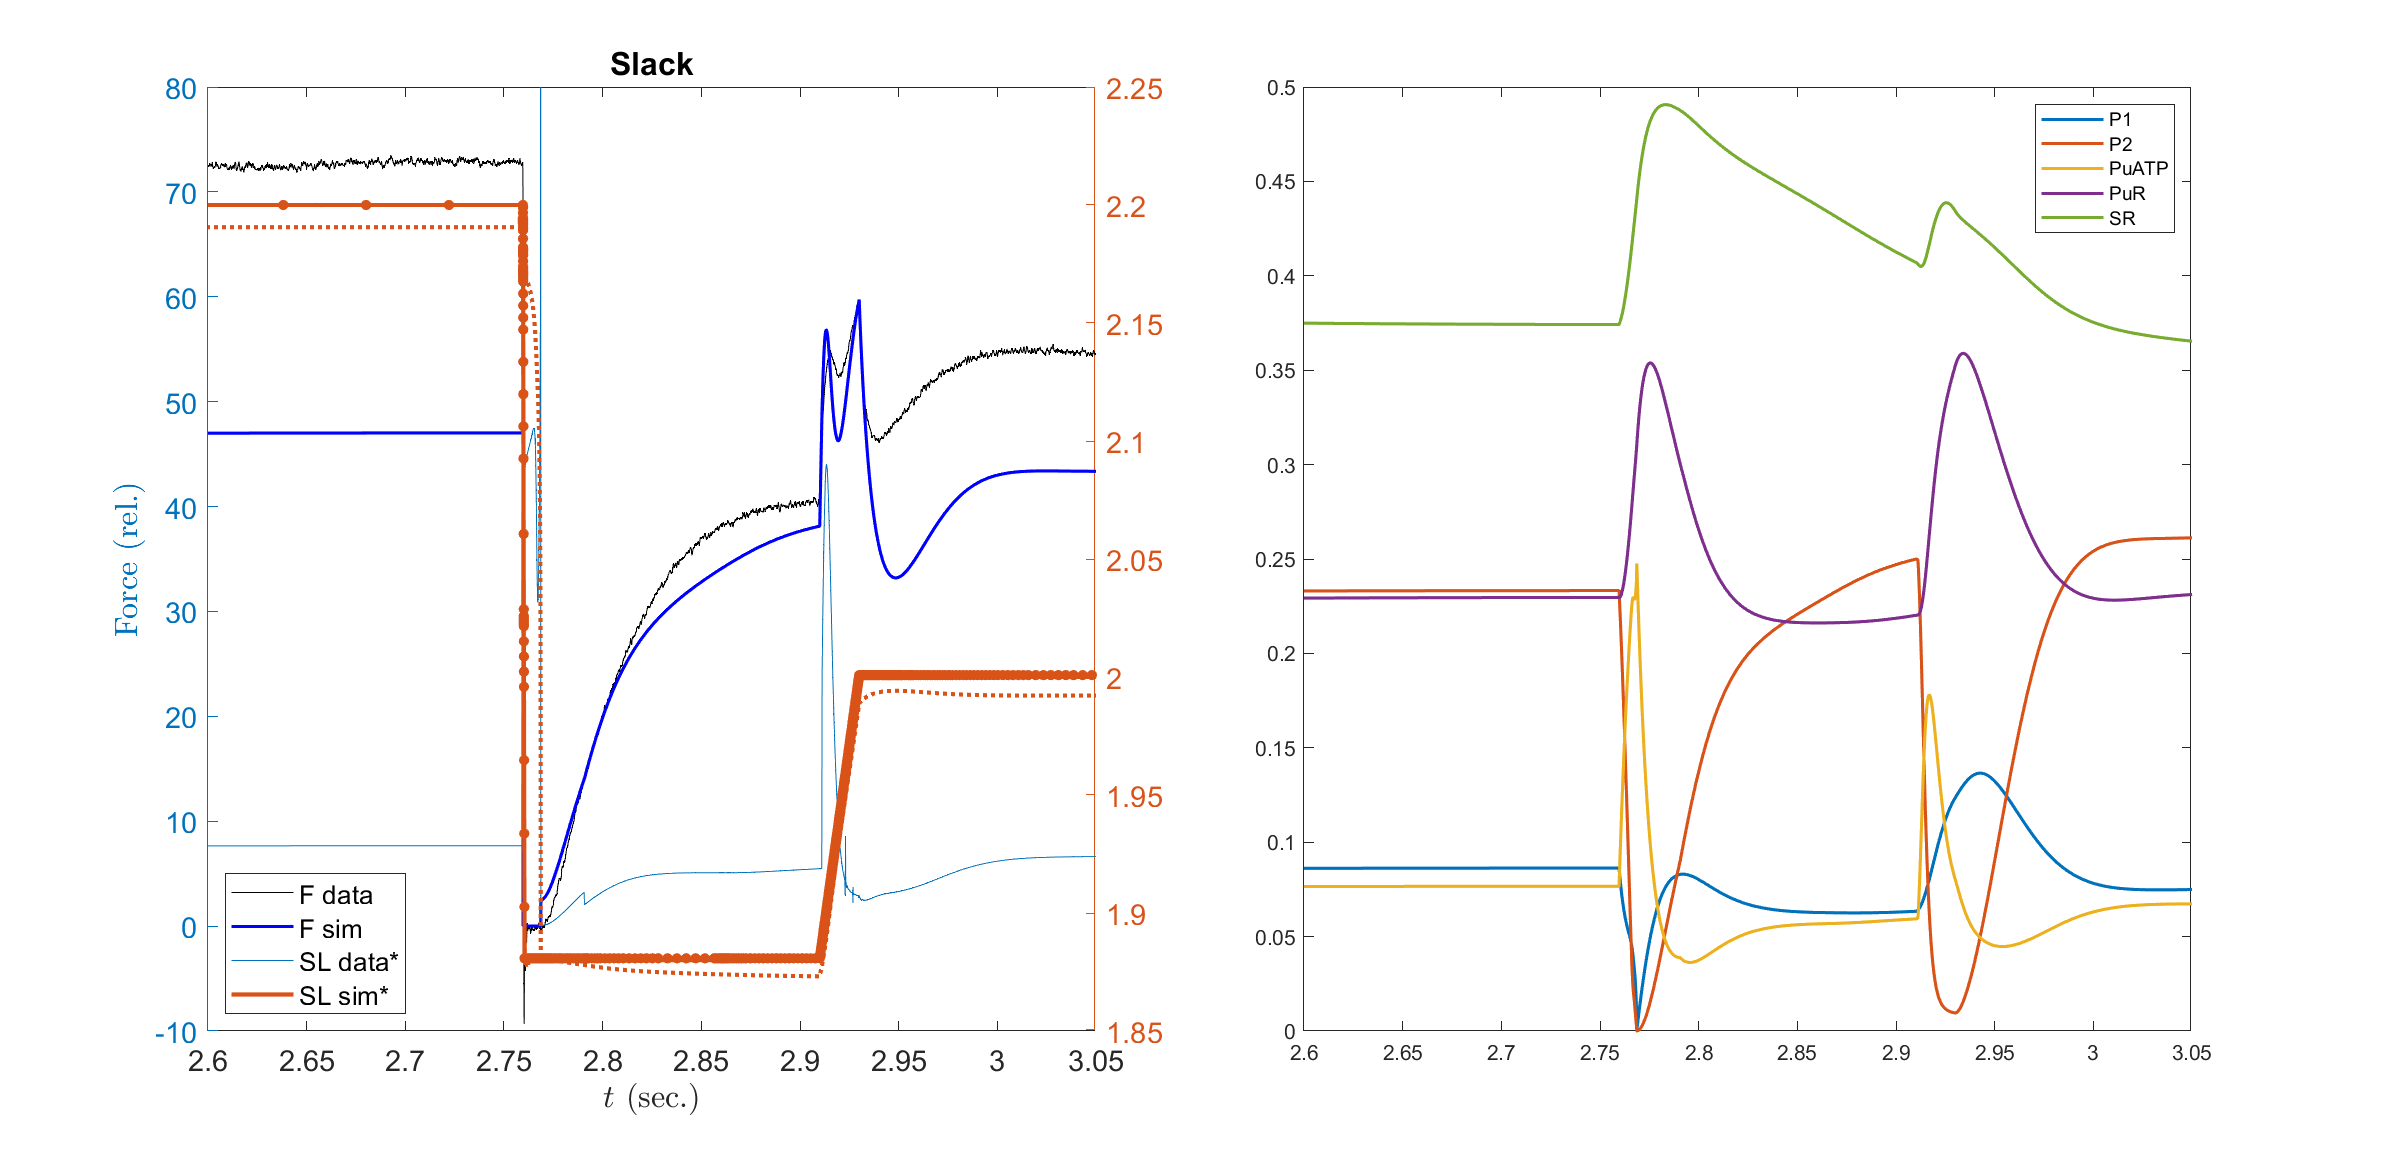 Slack
80
70
60
50
40
30
20
10
0
-10
Force (rel.)
2.25
2.2
2.15
2.1
2.05
2
1.95
1.9
1.85
F data
F sim
SL data*
SL sim*
2.6 2.65 2.7 2.75 2.8 2.85 2.9 2.95 3 3.05
t (sec.)
0.5
0.45
0.4
0.35
0.3
0.25
0.2
0.15
0.1
0.05
0
P1
P2
PuATP
PuR
SR
2.6 2.65 2.7 2.75 2.8 2.85 2.9 2.95 3 3.05